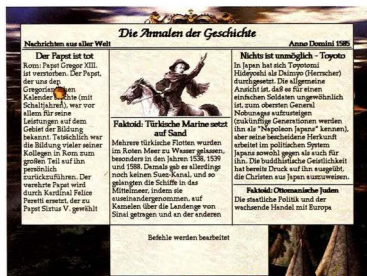 Die Annalen der Geschichte
Nachrichten aus aller Welt
Anno Domini 1585
Der Papst ist tot
Rom: Papst Gregor XIII.
ist verstorben. Der Papst,
der uns den
Kalender
Schaltjahren), war vor
allem für seine
Leistungen auf dem
Gebiet der Bildung
bekannt. Tatsächlich war
die Bildung vieler seiner
Kollegen in Rom zum
großen Teil auf ihn
persönlich
zurückzuführen. Der
verehrte Papst wird
durch Kardinal Felice
Peretti ersetzt, der zu
Papst Sixtus V. gewählt
Faktoid: Türkische Marine setzt
auf Sand
Mehrere türkische Flotten wurden
im Roten Meer zu Wasser gelassen,
besonders in den Jahren 1538, 1539
und 1588. Damals gab es allerdings
noch keinen Suez-Kanal, und so
gelangten die Schiffe in das
Mittelmeer, indem sie
auseinandergenommen, auf
Kamelen über die Landenge von
Sinai getragen und an der anderen
Nichts ist unmöglich - Toyoto
In Japan hat sich Toyotomi
Hideyoshi als Daimyo (Herrscher)
durchgesetzt. Die allgemeine
Ansicht ist, daß es für einen
einfachen Soldaten ungewöhnlich
ist, zum obersten General
Nobunagas aufzusteigen
(zukünftige Generationen werden
ihn als "Napoleon Japans" kennen),
aber seine bescheidene Herkunft
arbeitet im politischen System
Japans sowohl gegen als auch für
ihn. Die buddhistische Geistlichkeit
hat bereits Druck auf ihn ausgeübt,
die Christen aus Japan auszuweisen.
Faktoid: Ottomanische Juden
Die staatliche Politik und der
wachsende Handel mit Europa
Befehle werden bearbeitet